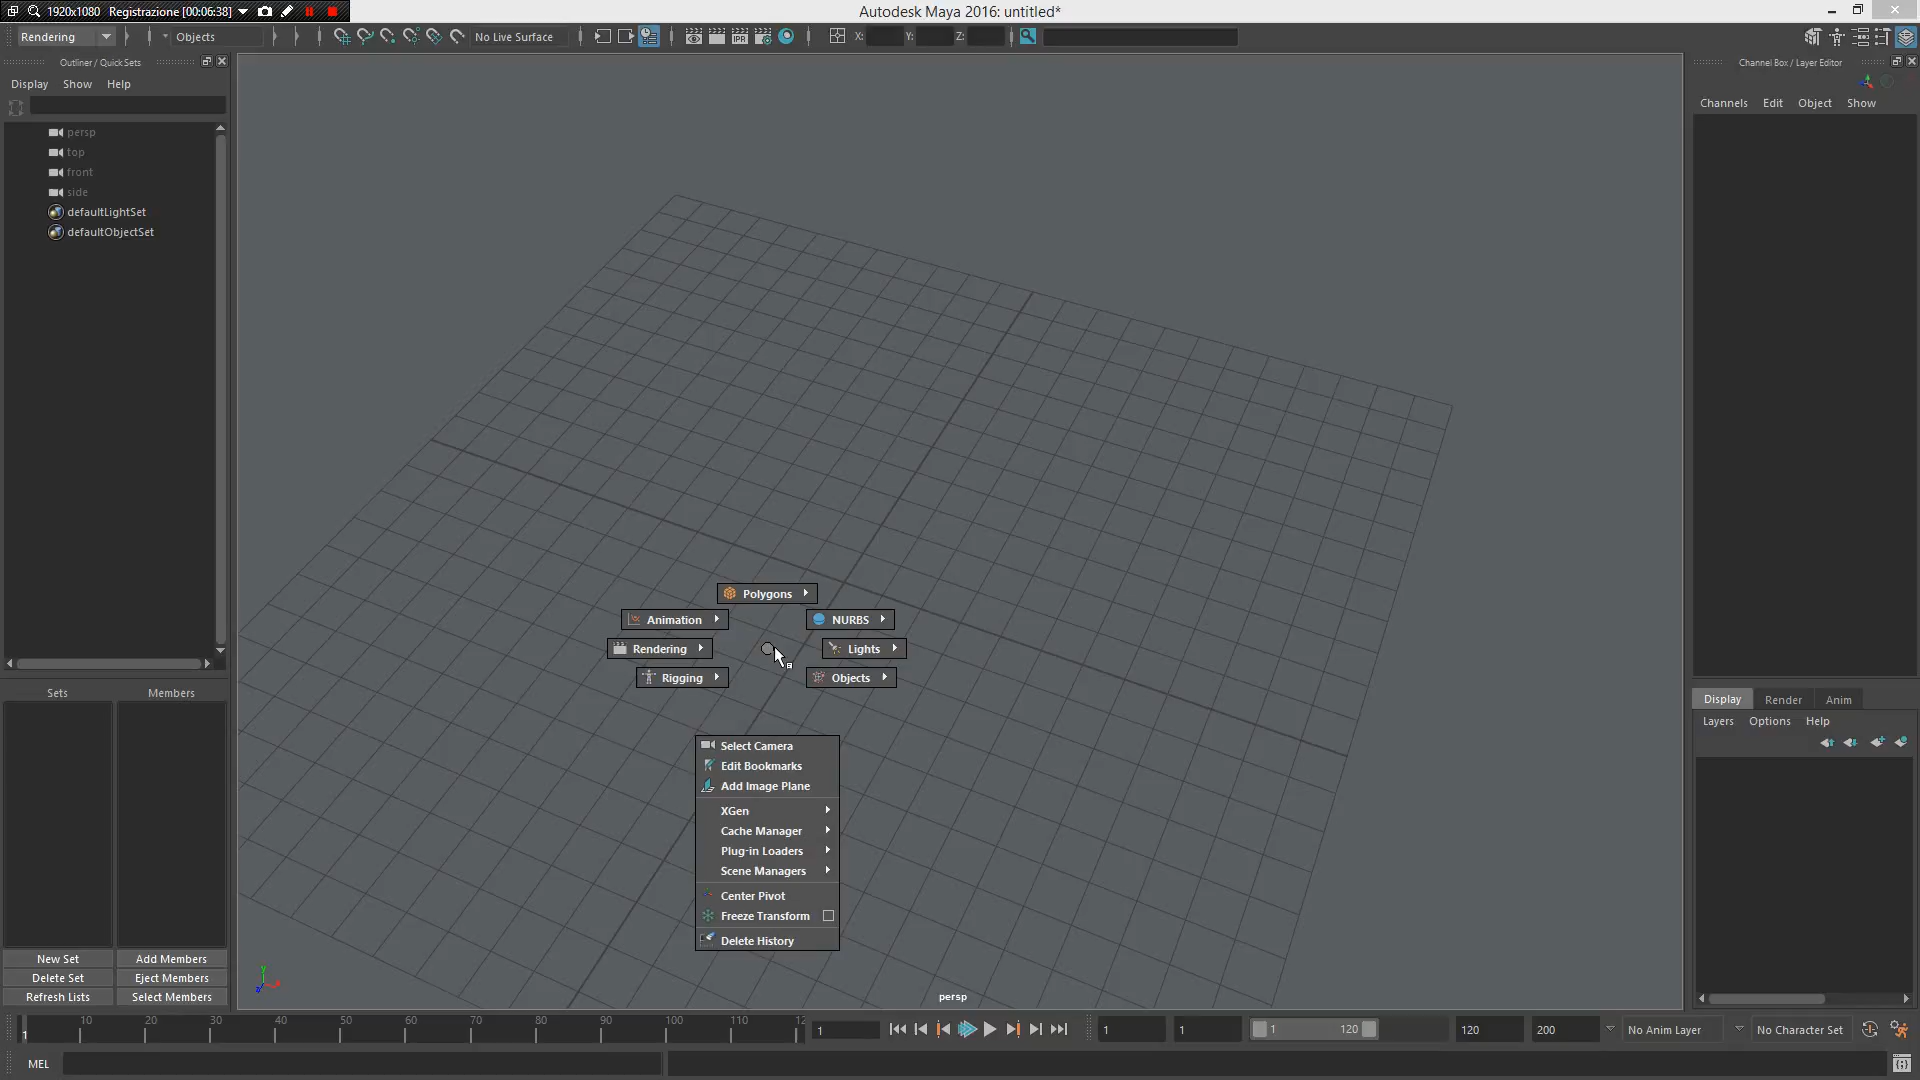 1920x1080 Registrazione [00:06:38]
Autodesk Maya 2016: untitled*
Rendering Objects No Live Surface IPR X: Y: Z:
Outliner / Quick Sets
Display Show Help
persp
top
front
side
defaultLightSet
defaultObjectSet
Sets Members
New Set Add Members
Delete Set Eject Members
Refresh Lists Select Members
Polygons
Animation NURBS
Rendering Lights
Rigging Objects
Select Camera
Edit Bookmarks
Add Image Plane
XGen
Cache Manager
Plug-in Loaders
Scene Managers
Center Pivot
Freeze Transform
Delete History
persp
Channel Box / Layer Editor
Channels Edit Object Show
Display Render Anim
Layers Options Help
1 10 20 30 40 50 60 70 80 90 100 110 12
1 1 1 1 120 120 200 No Anim Layer No Character Set
MEL